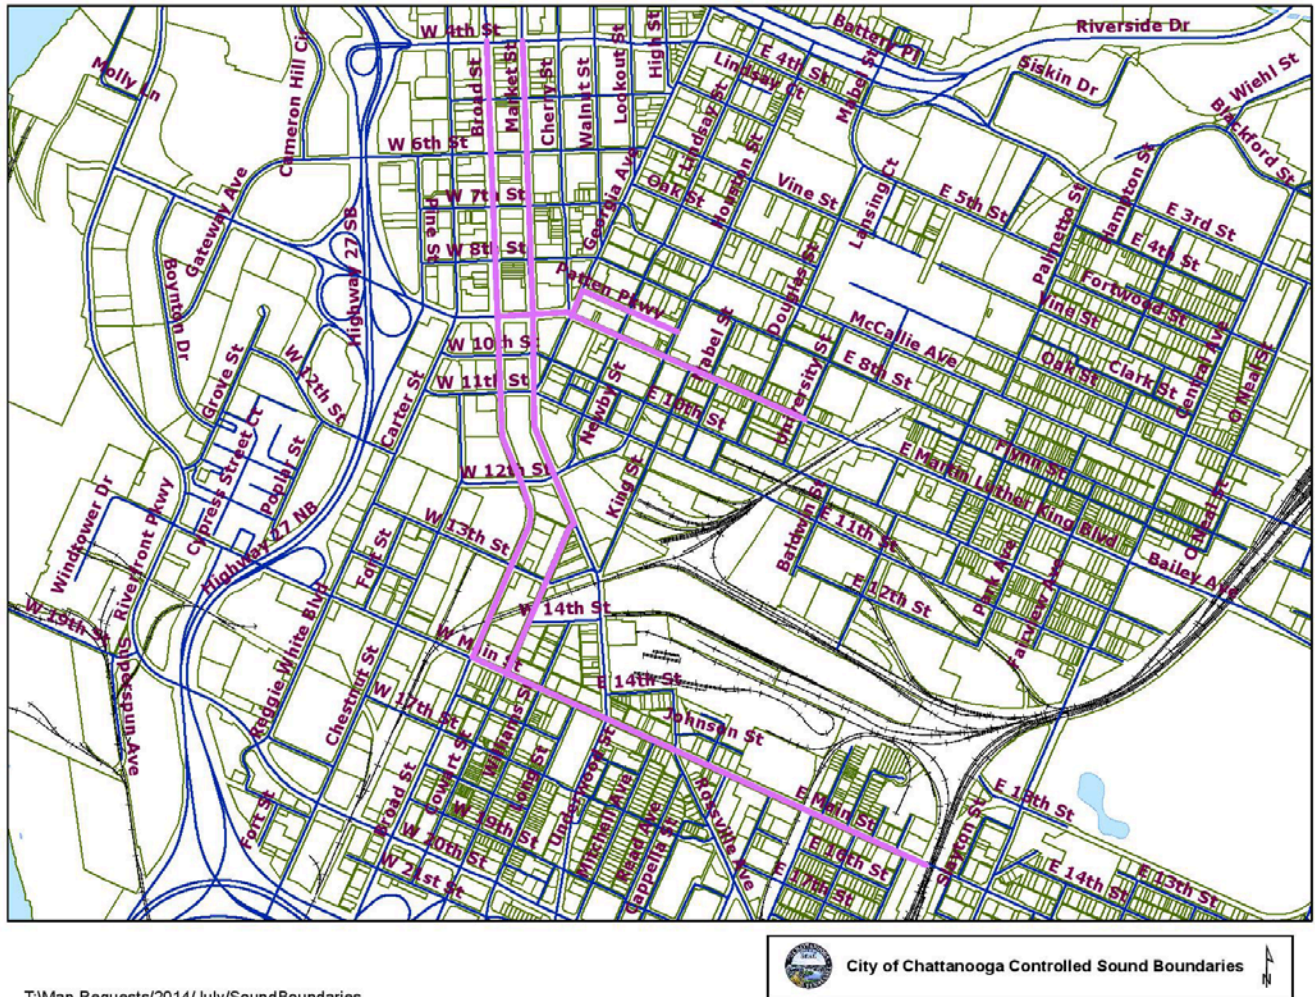 W 4th St
Battery Pl
Riverside Dr
Molly Ln
Cameron Hill Cir
Broad St
Market St
Cherry St
Walnut St
Lookout St
High St
E 4th St
Lindsay Ct
Mabel St
Siskin Dr
Wiehl St
Blackford St
W 6th St
Lindsay St
Houston St
Georgia Ave
Oak St
Vine St
Lansing Ct
E 5th St
Palmetto St
Hampton St
E 3rd St
E 4th St
Gateway Ave
Pine St
W 7th St
W 8th St
Highway 27 SB
Boynton Dr
Patten Pkwy
Douglas St
Fortwood St
Vine St
McCallie Ave
Central Ave
W 10th St
W 11th St
E 8th St
Oak St
Clark St
O Neal St
Grove St
W 12th St
Carter St
Newby St
E 10th St
University St
Cypress Street Ct
Poplar St
W 12th St
King St
Flynn St
E Martin Luther King Blvd
Windtower Dr
Riverfront Pkwy
Highway 27 NB
W 13th St
Fort St
Baldwin St
E 11th St
E 12th St
Park Ave
Fairview Ave
O Neal St
Bailey Ave
W 19th St
Superspun Ave
Reggie White Blvd
W 14th St
W Main St
E 14th St
Johnson St
Chestnut St
W 17th St
Williams St
Cowart St
Long St
Underwood St
Broad St
Fort St
W 19th St
W 20th St
W 21st St
Mitchell Ave
Read Ave
Cappella St
Rossville Ave
E Main St
E 16th St
E 17th St
Slayton St
E 13th St
E 14th St
E 13th St
City of Chattanooga Controlled Sound Boundaries
N
T:\Map Requests/2014/July/SoundBoundaries